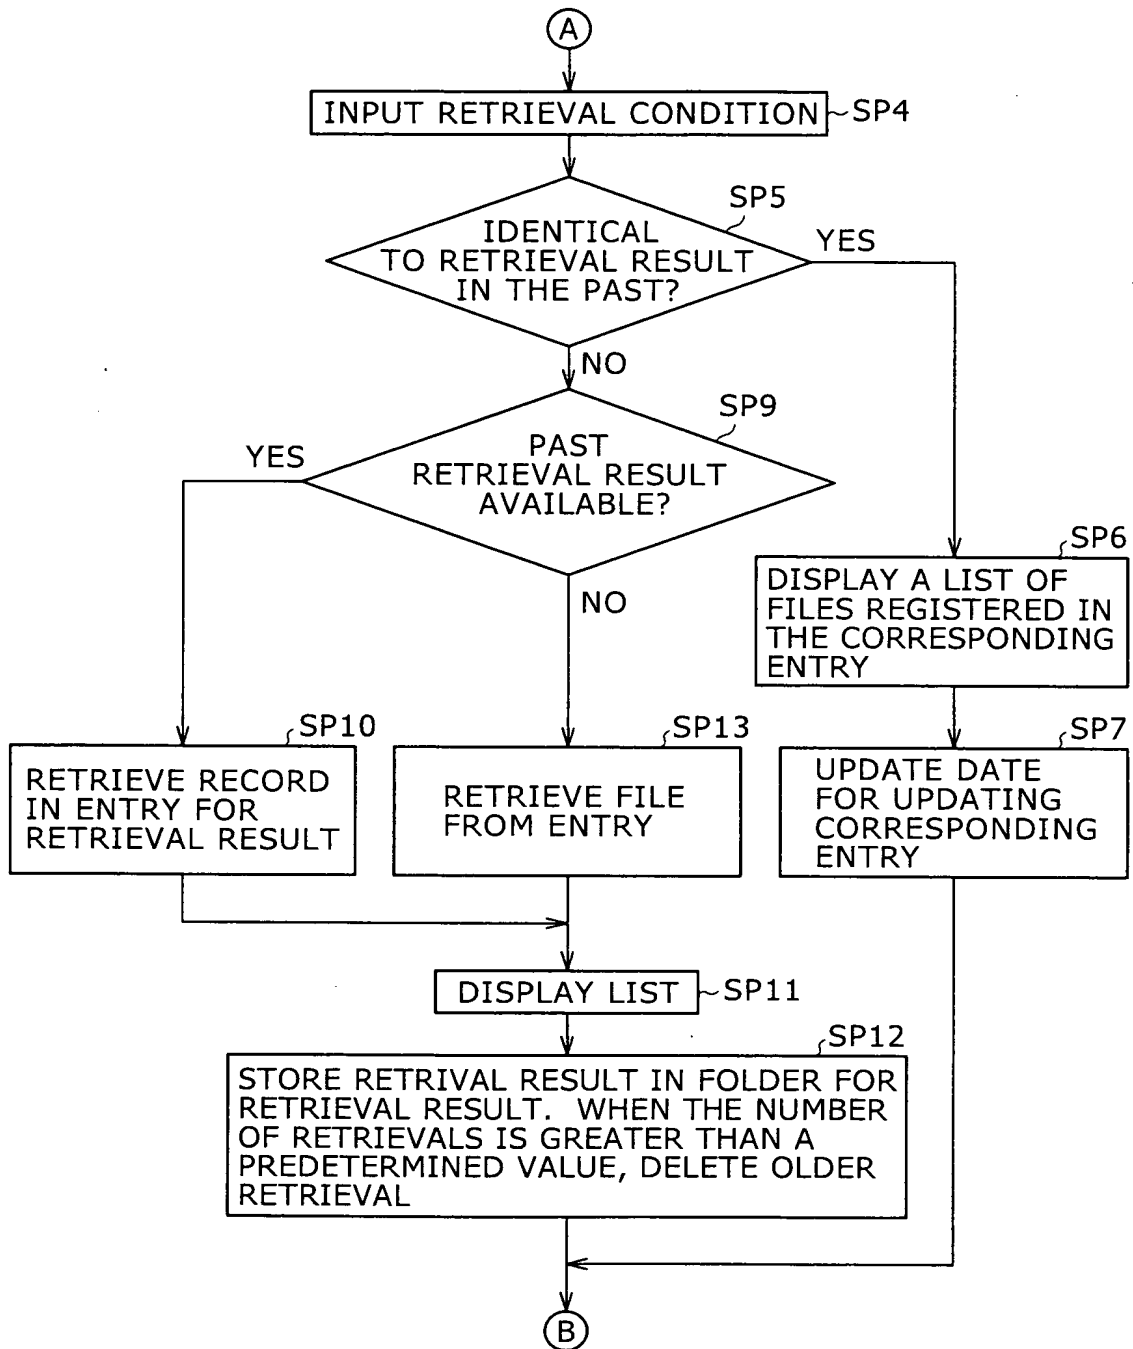 A
INPUT RETRIEVAL CONDITION
SP4
SP5
IDENTICAL
TO RETRIEVAL RESULT
IN THE PAST?
YES
NO
SP9
PAST
RETRIEVAL RESULT
AVAILABLE?
YES
NO
SP6
DISPLAY A LIST OF
FILES REGISTERED IN
THE CORRESPONDING
ENTRY
SP10
RETRIEVE RECORD
IN ENTRY FOR
RETRIEVAL RESULT
SP13
RETRIEVE FILE
FROM ENTRY
SP7
UPDATE DATE
FOR UPDATING
CORRESPONDING
ENTRY
DISPLAY LIST
SP11
SP12
STORE RETRIVAL RESULT IN FOLDER FOR
RETRIEVAL RESULT. WHEN THE NUMBER
OF RETRIEVALS IS GREATER THAN A
PREDETERMINED VALUE, DELETE OLDER
RETRIEVAL
B